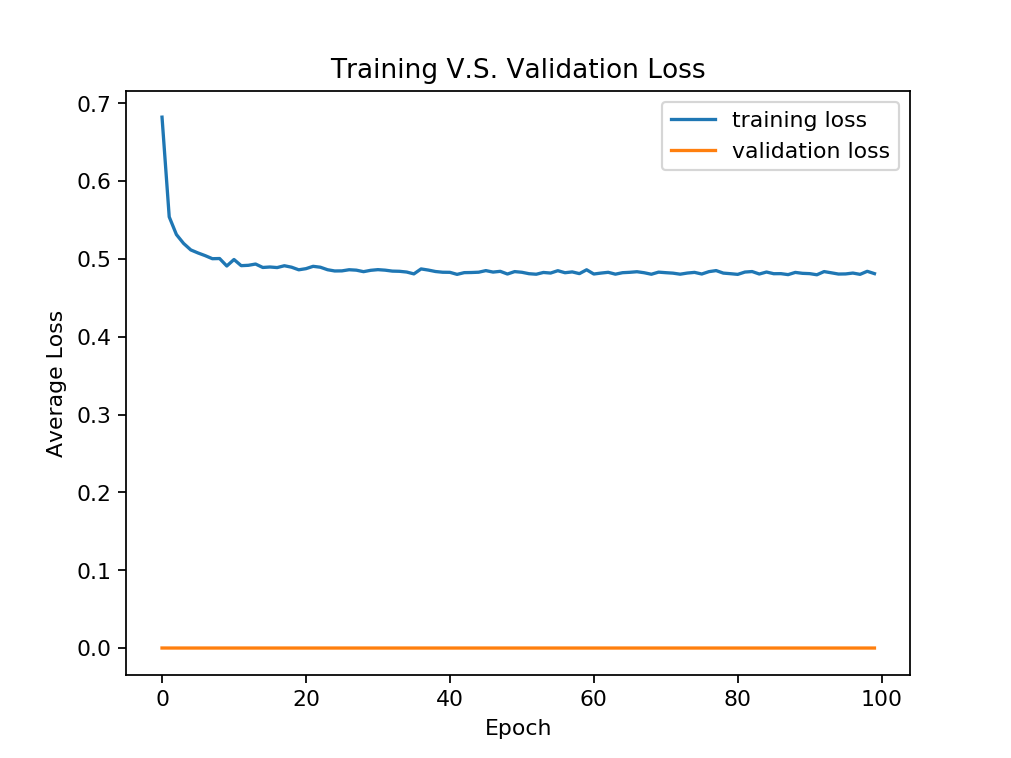 Training V.S. Validation Loss
training loss
validation loss
0.7
0.6
0.5
0.4
0.3
0.2
0.1
0.0
Average Loss
0 20 40 60 80 100
Epoch